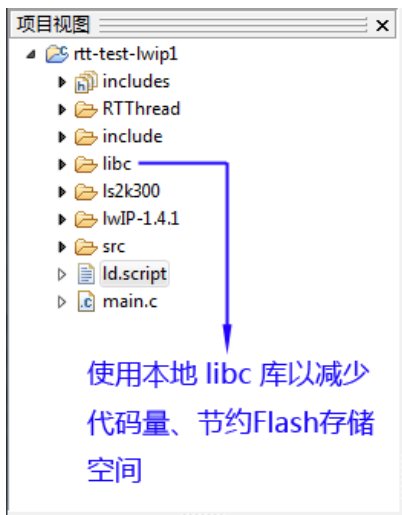 项目视图
rtt-test-lwip1
includes
RTThread
include
libc
ls2k300
lwIP-1.4.1
src
ld.script
main.c
使用本地 libc 库以减少
代码量、节约Flash存储
空间